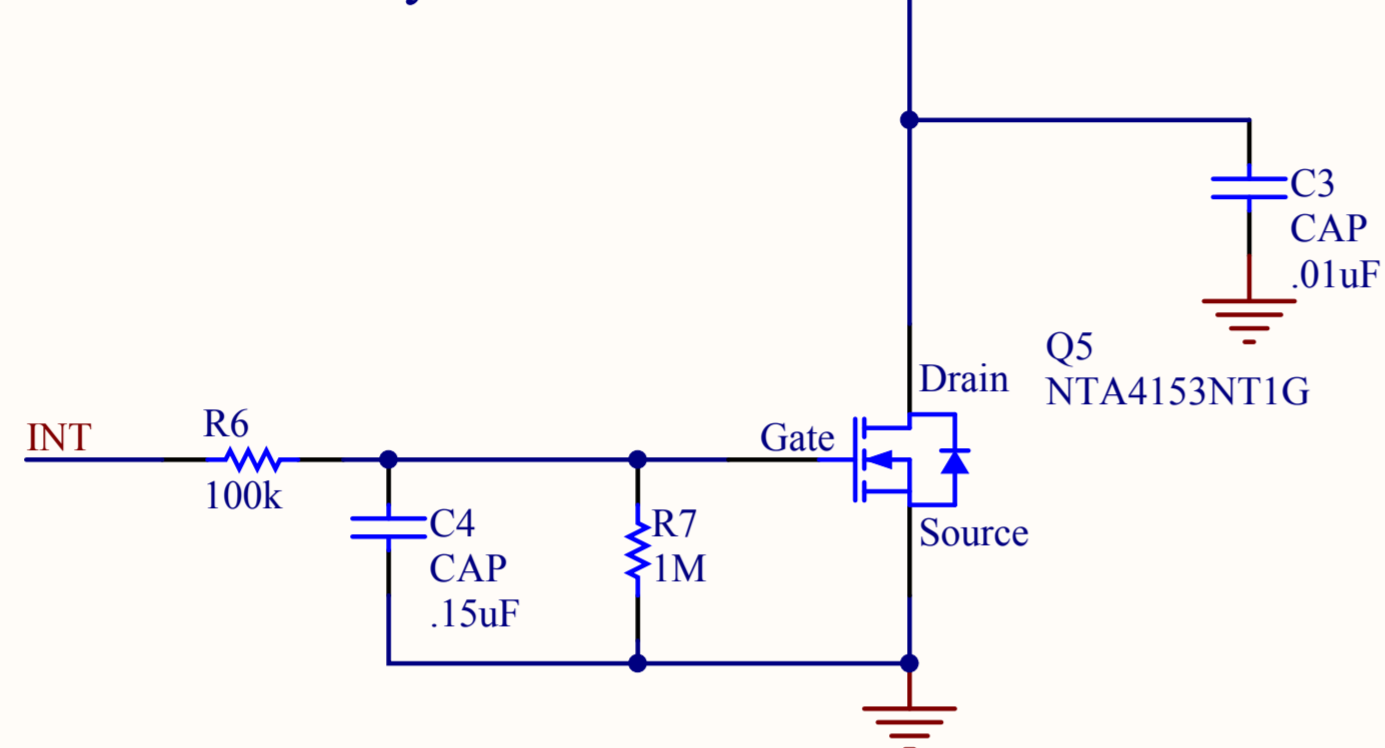 C3
CAP
.01uF
Q5
NTA4153NT1G
Drain
Gate
Source
INT
R6
100k
C4
CAP
.15uF
R7
1M